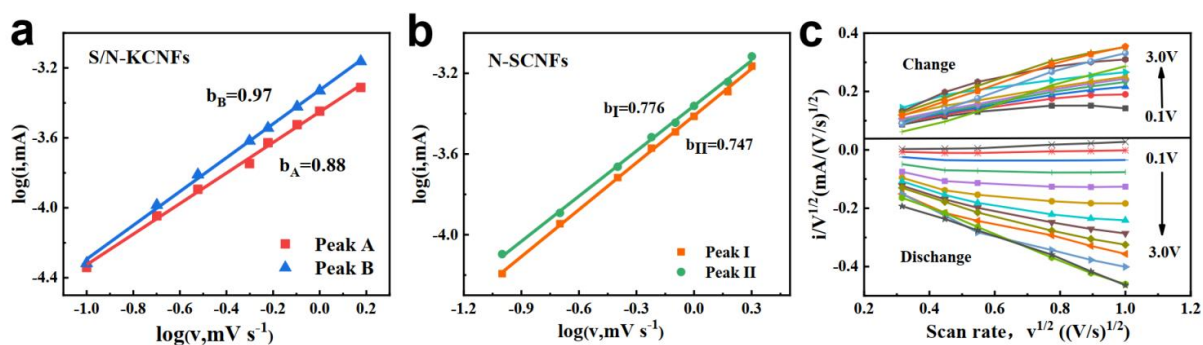 a
S/N-KCNFs
b_B=0.97
b_A=0.88
Peak A
Peak B
log(i,mA)
-3.2
-3.6
-4.0
-4.4
-1.0 -0.8 -0.6 -0.4 -0.2 0.0 0.2
log(v,mV s⁻¹)
b
N-SCNFs
b_I=0.776
b_II=0.747
Peak I
Peak II
log(i,mA)
-3.2
-3.6
-4.0
-1.2 -0.9 -0.6 -0.3 0.0 0.3
log(v,mV s⁻¹)
c
Change
3.0V
0.1V
0.1V
3.0V
Dischange
i/V^1/2(mA/(V/s)^1/2)
0.4
0.2
0.0
-0.2
-0.4
0.2 0.4 0.6 0.8 1.0 1.2
Scan rate, v^1/2 ((V/s)^1/2)